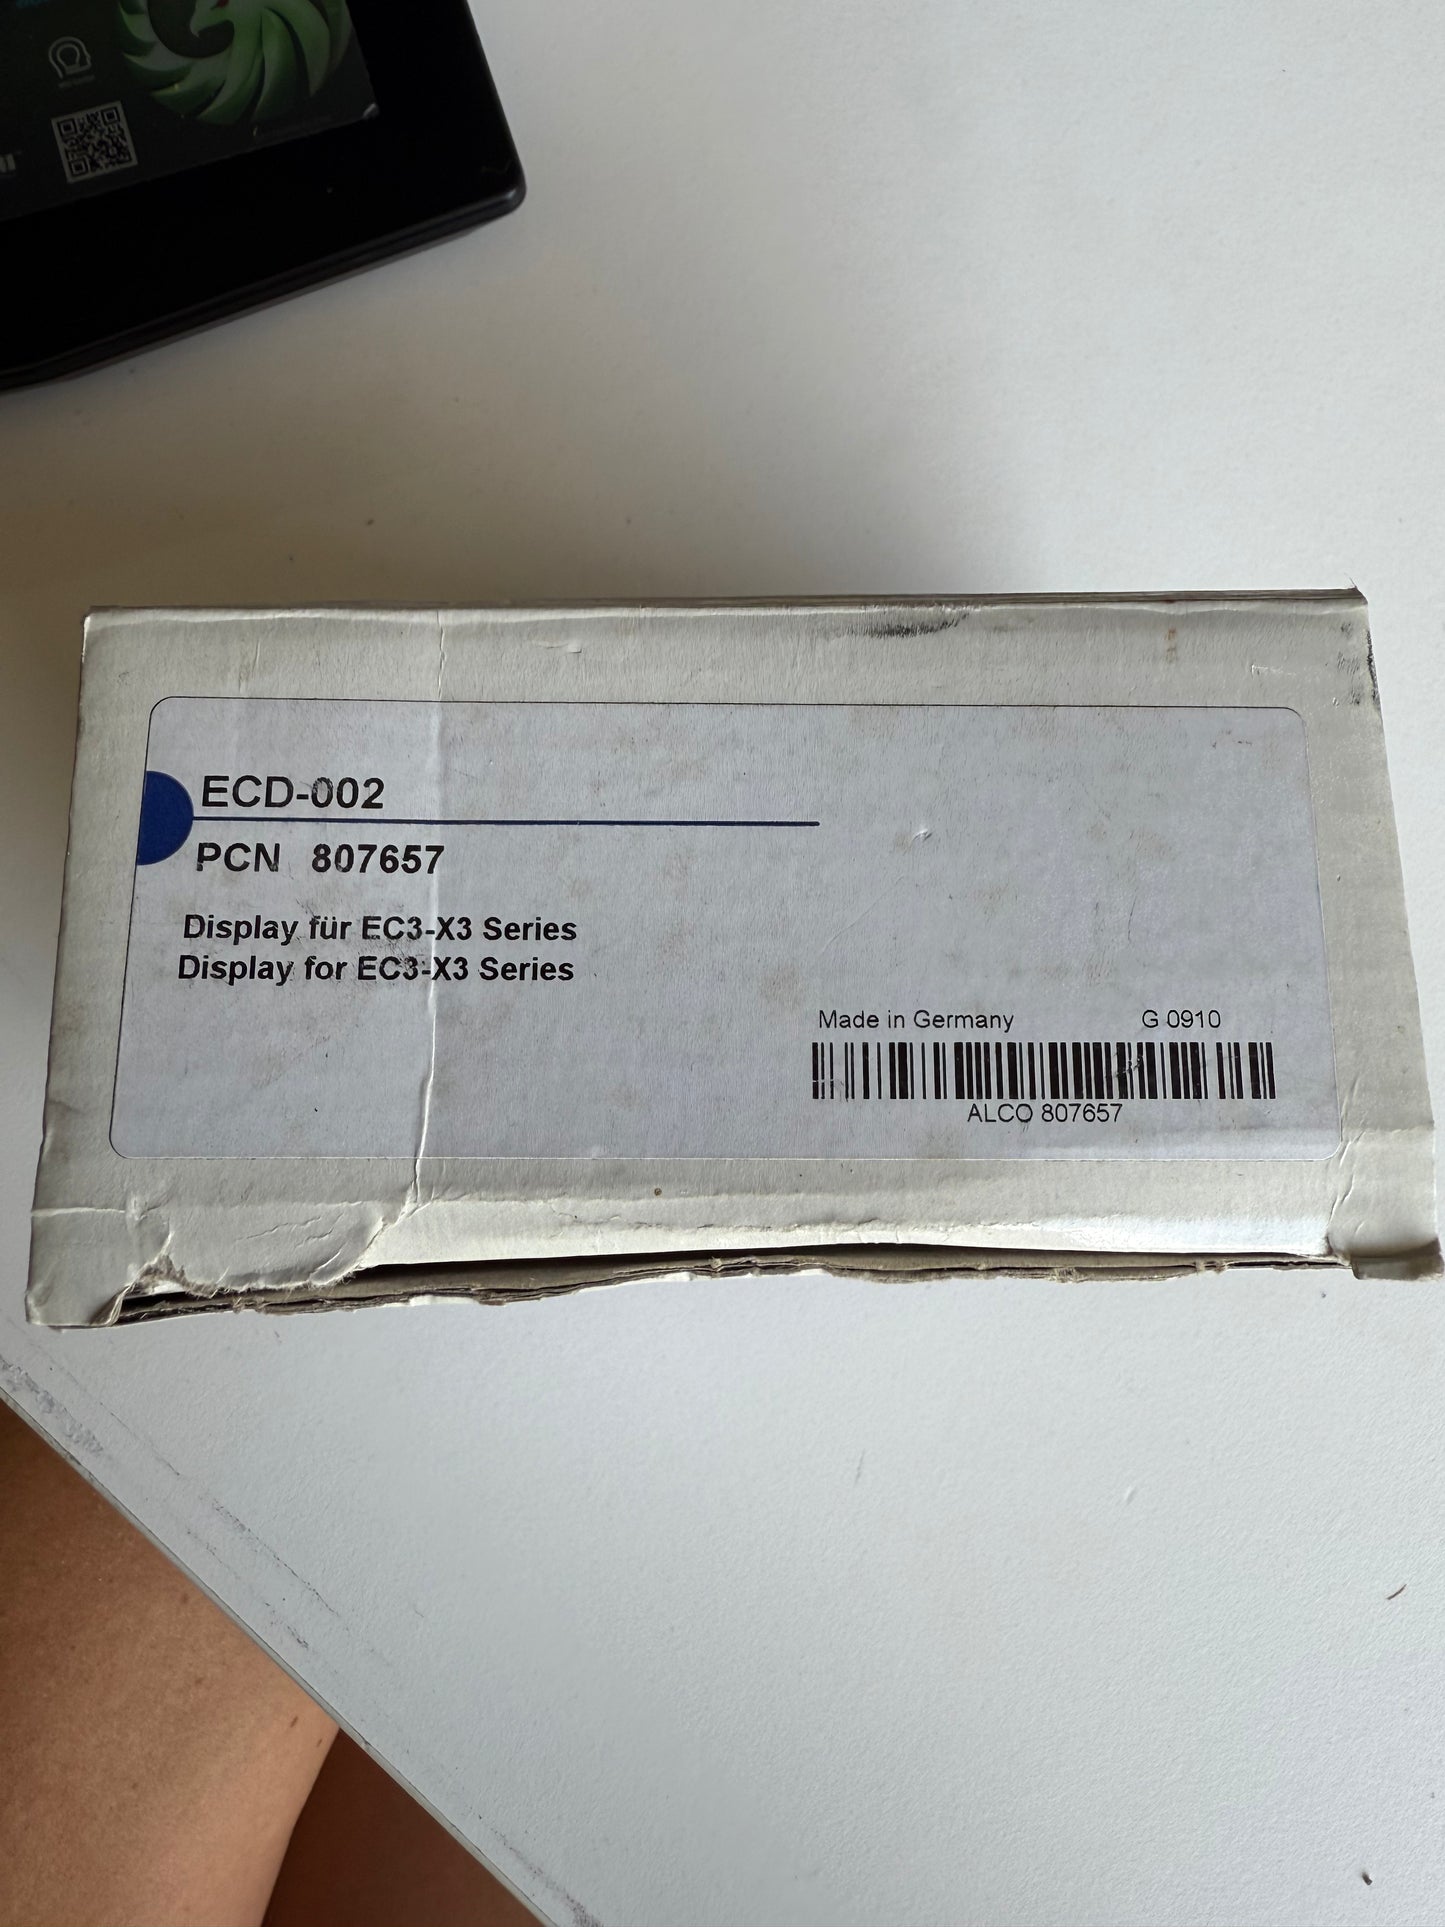 ECD-002
PCN 807657
Display für EC3-X3 Series
Display for EC3-X3 Series
Made in Germany G 0910
ALCO 807657